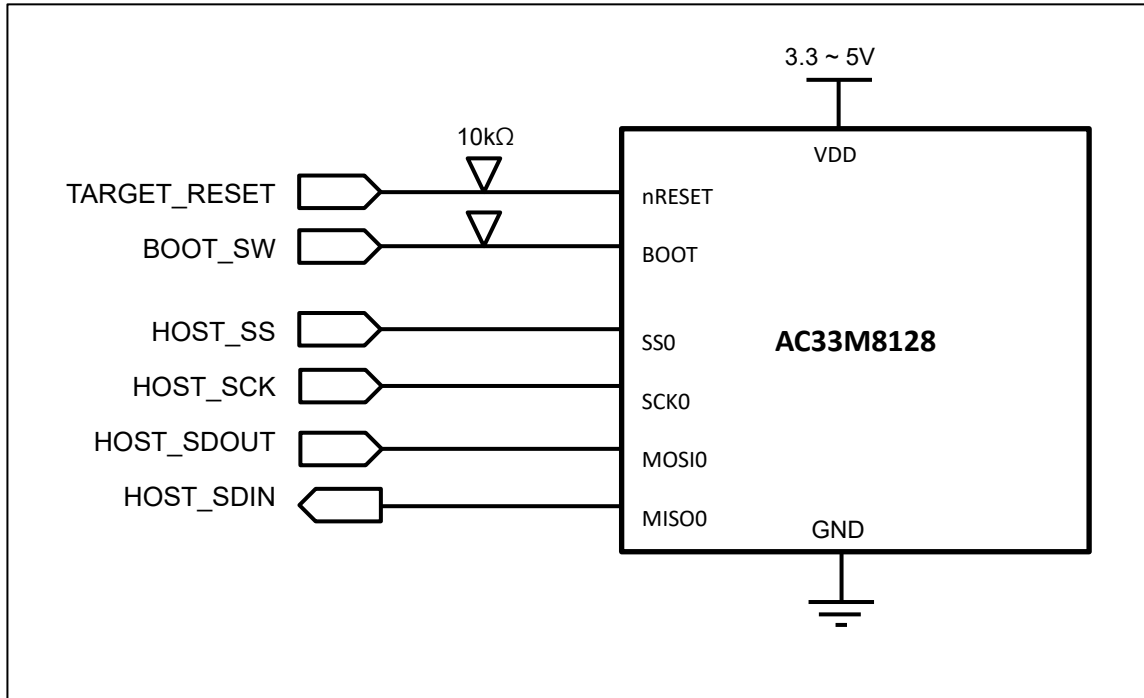 3.3 ~ 5V
10kΩ
VDD
TARGET_RESET
nRESET
BOOT_SW
BOOT
HOST_SS
SS0
AC33M8128
HOST_SCK
SCK0
HOST_SDOUT
MOSI0
HOST_SDIN
MISO0
GND